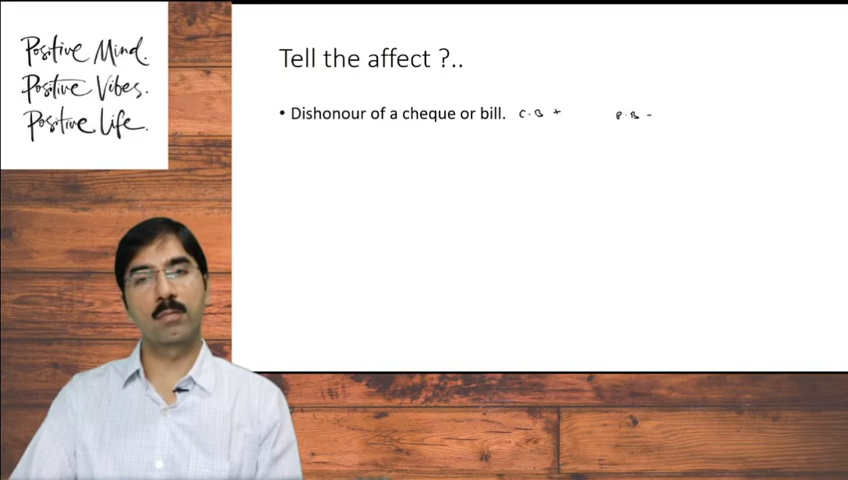 Positive Mind.
Positive Vibes.
Positive Life.
Tell the affect ?..
• Dishonour of a cheque or bill. C.B + P.B -